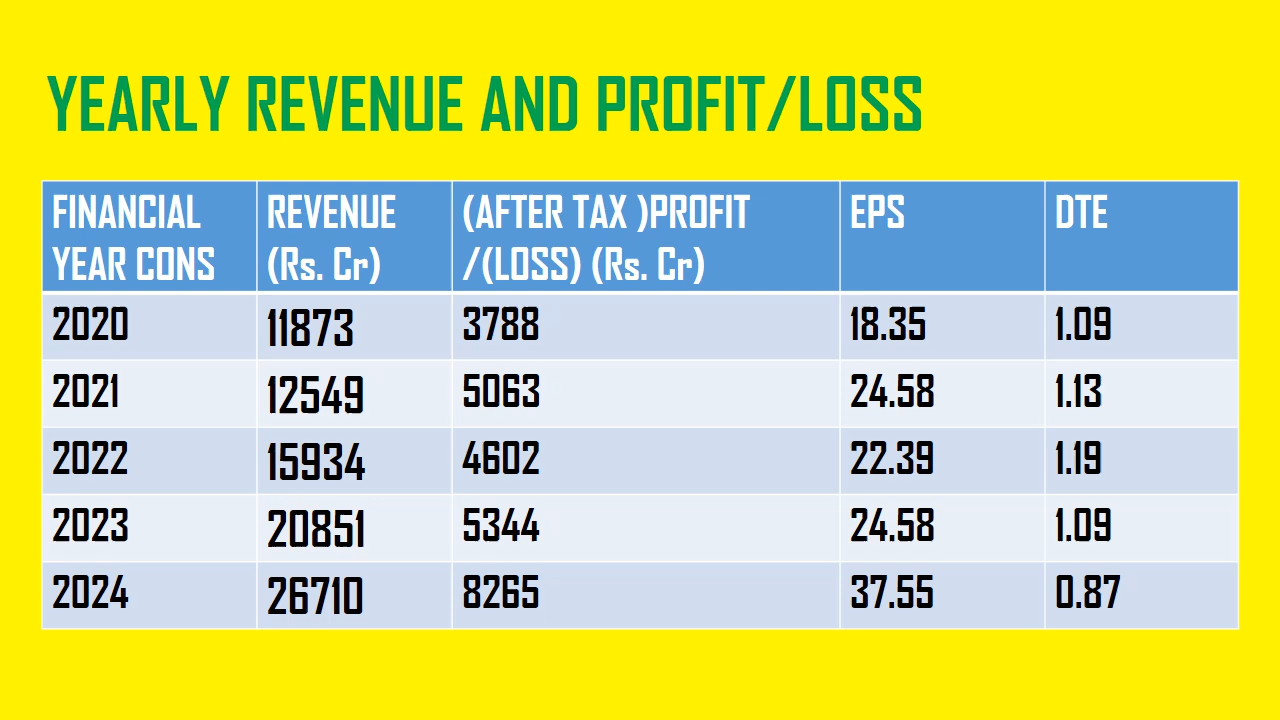 YEARLY REVENUE AND PROFIT/LOSS
FINANCIAL YEAR CONS REVENUE (Rs. Cr) (AFTER TAX )PROFIT /(LOSS) (Rs. Cr) EPS DTE
2020 11873 3788 18.35 1.09
2021 12549 5063 24.58 1.13
2022 15934 4602 22.39 1.19
2023 20851 5344 24.58 1.09
2024 26710 8265 37.55 0.87